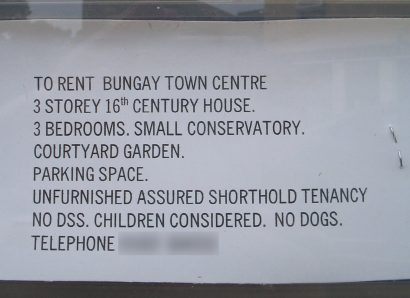 TO RENT BUNGAY TOWN CENTRE
3 STOREY 16th CENTURY HOUSE.
3 BEDROOMS. SMALL CONSERVATORY.
COURTYARD GARDEN.
PARKING SPACE.
UNFURNISHED ASSURED SHORTHOLD TENANCY
NO DSS. CHILDREN CONSIDERED. NO DOGS.
TELEPHONE